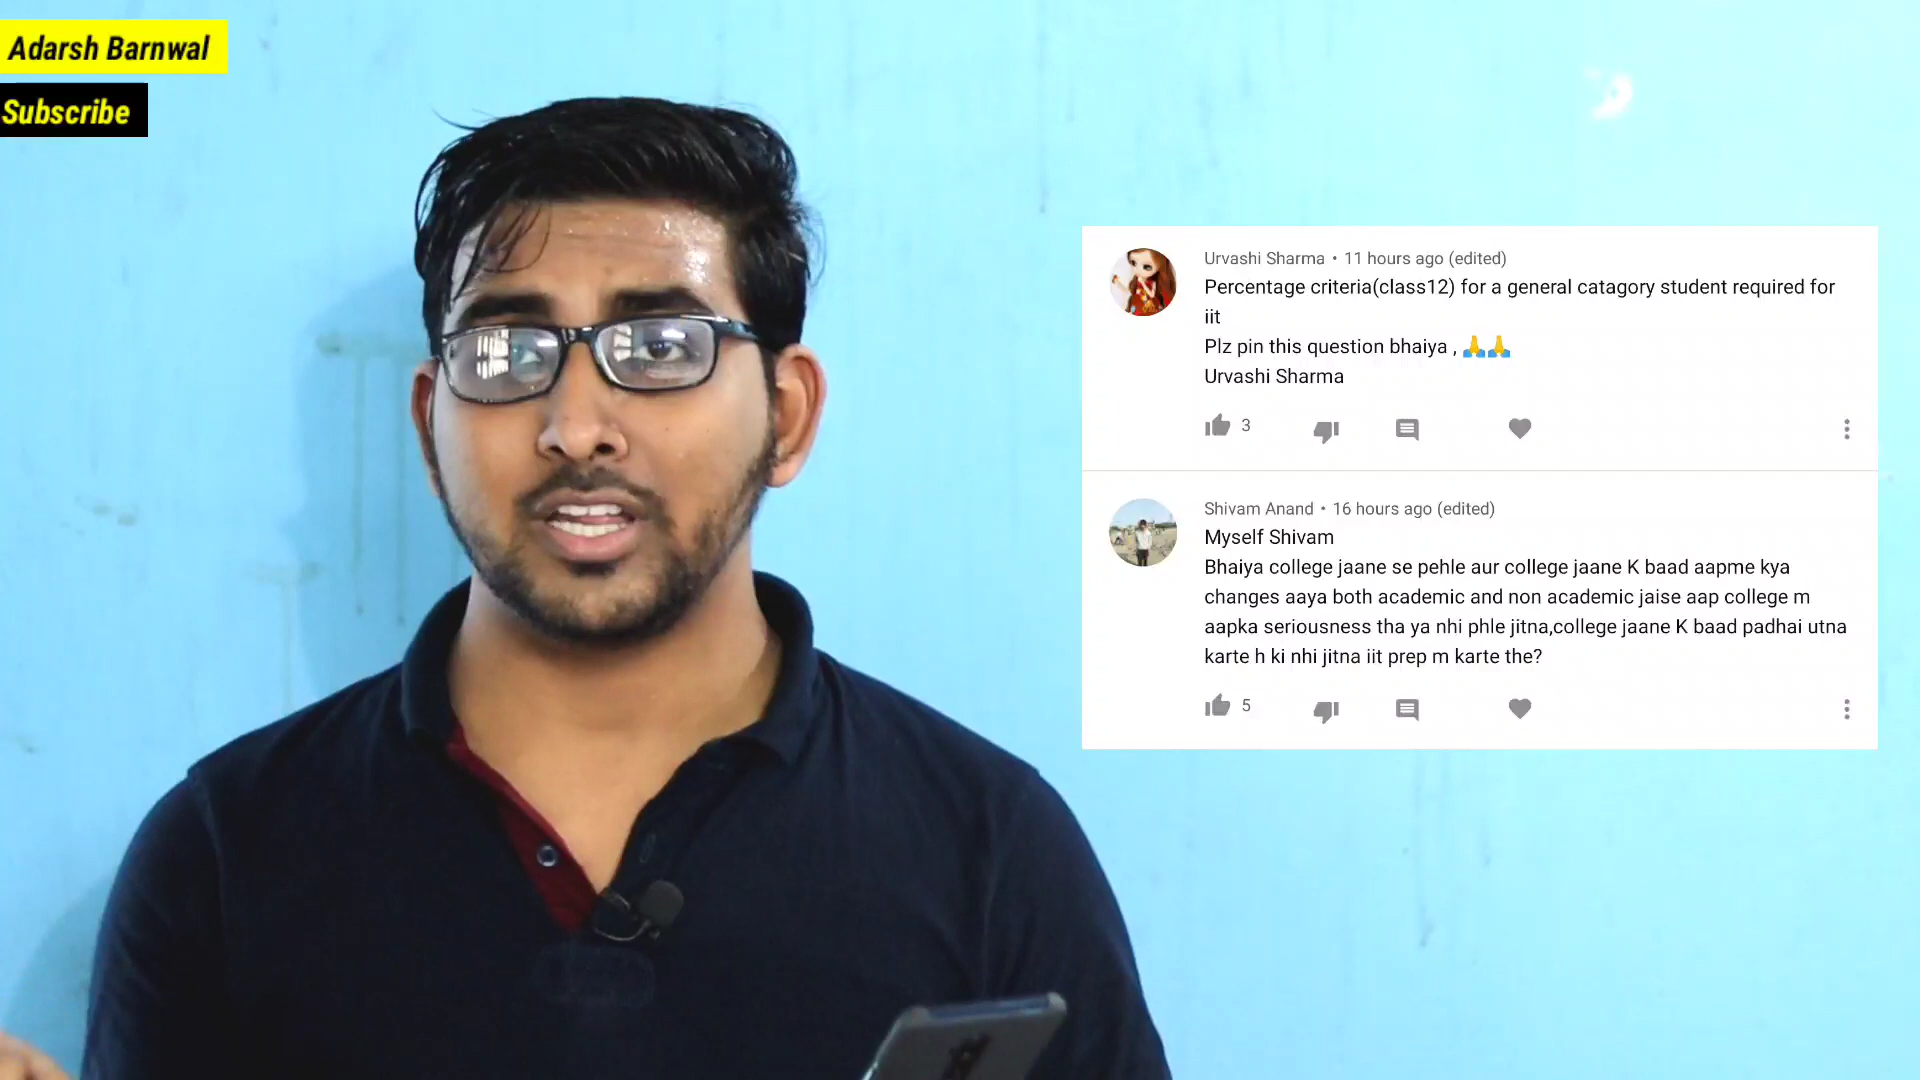 Adarsh Barnwal
Subscribe
Urvashi Sharma • 11 hours ago (edited)
Percentage criteria(class12) for a general catagory student required for
iit
Plz pin this question bhaiya , 🙏🙏
Urvashi Sharma
3
Shivam Anand • 16 hours ago (edited)
Myself Shivam
Bhaiya college jaane se pehle aur college jaane K baad aapme kya
changes aaya both academic and non academic jaise aap college m
aapka seriousness tha ya nhi phle jitna,college jaane K baad padhai utna
karte h ki nhi jitna iit prep m karte the?
5